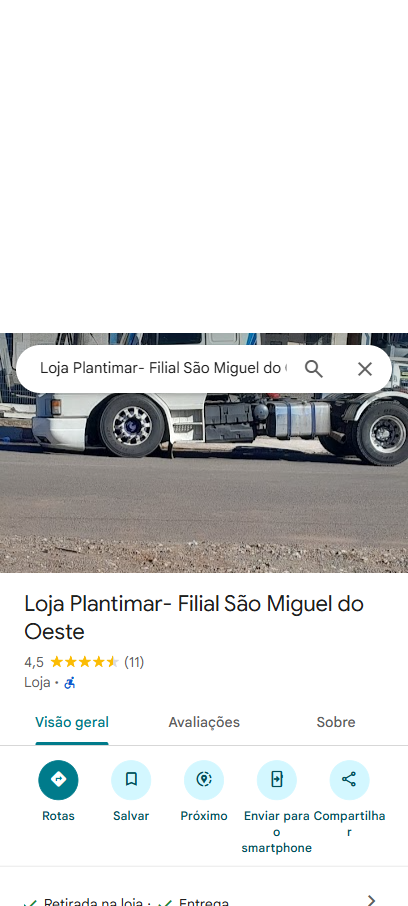 Loja Plantimar- Filial São Miguel do
Loja Plantimar- Filial São Miguel do
Oeste
4,5 (11)
Loja ·
Visão geral Avaliações Sobre
Rotas Salvar Próximo Enviar para o smartphone Compartilhar
Retirada na loja · Entrega